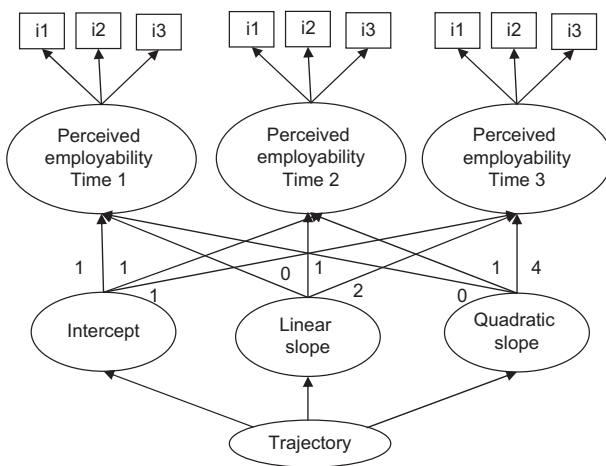 i1 i2 i3 i1 i2 i3 i1 i2 i3
Perceived
employability
Time 1
Perceived
employability
Time 2
Perceived
employability
Time 3
1 1 0 1 1 4
1 2 0
Intercept
Linear
slope
Quadratic
slope
Trajectory